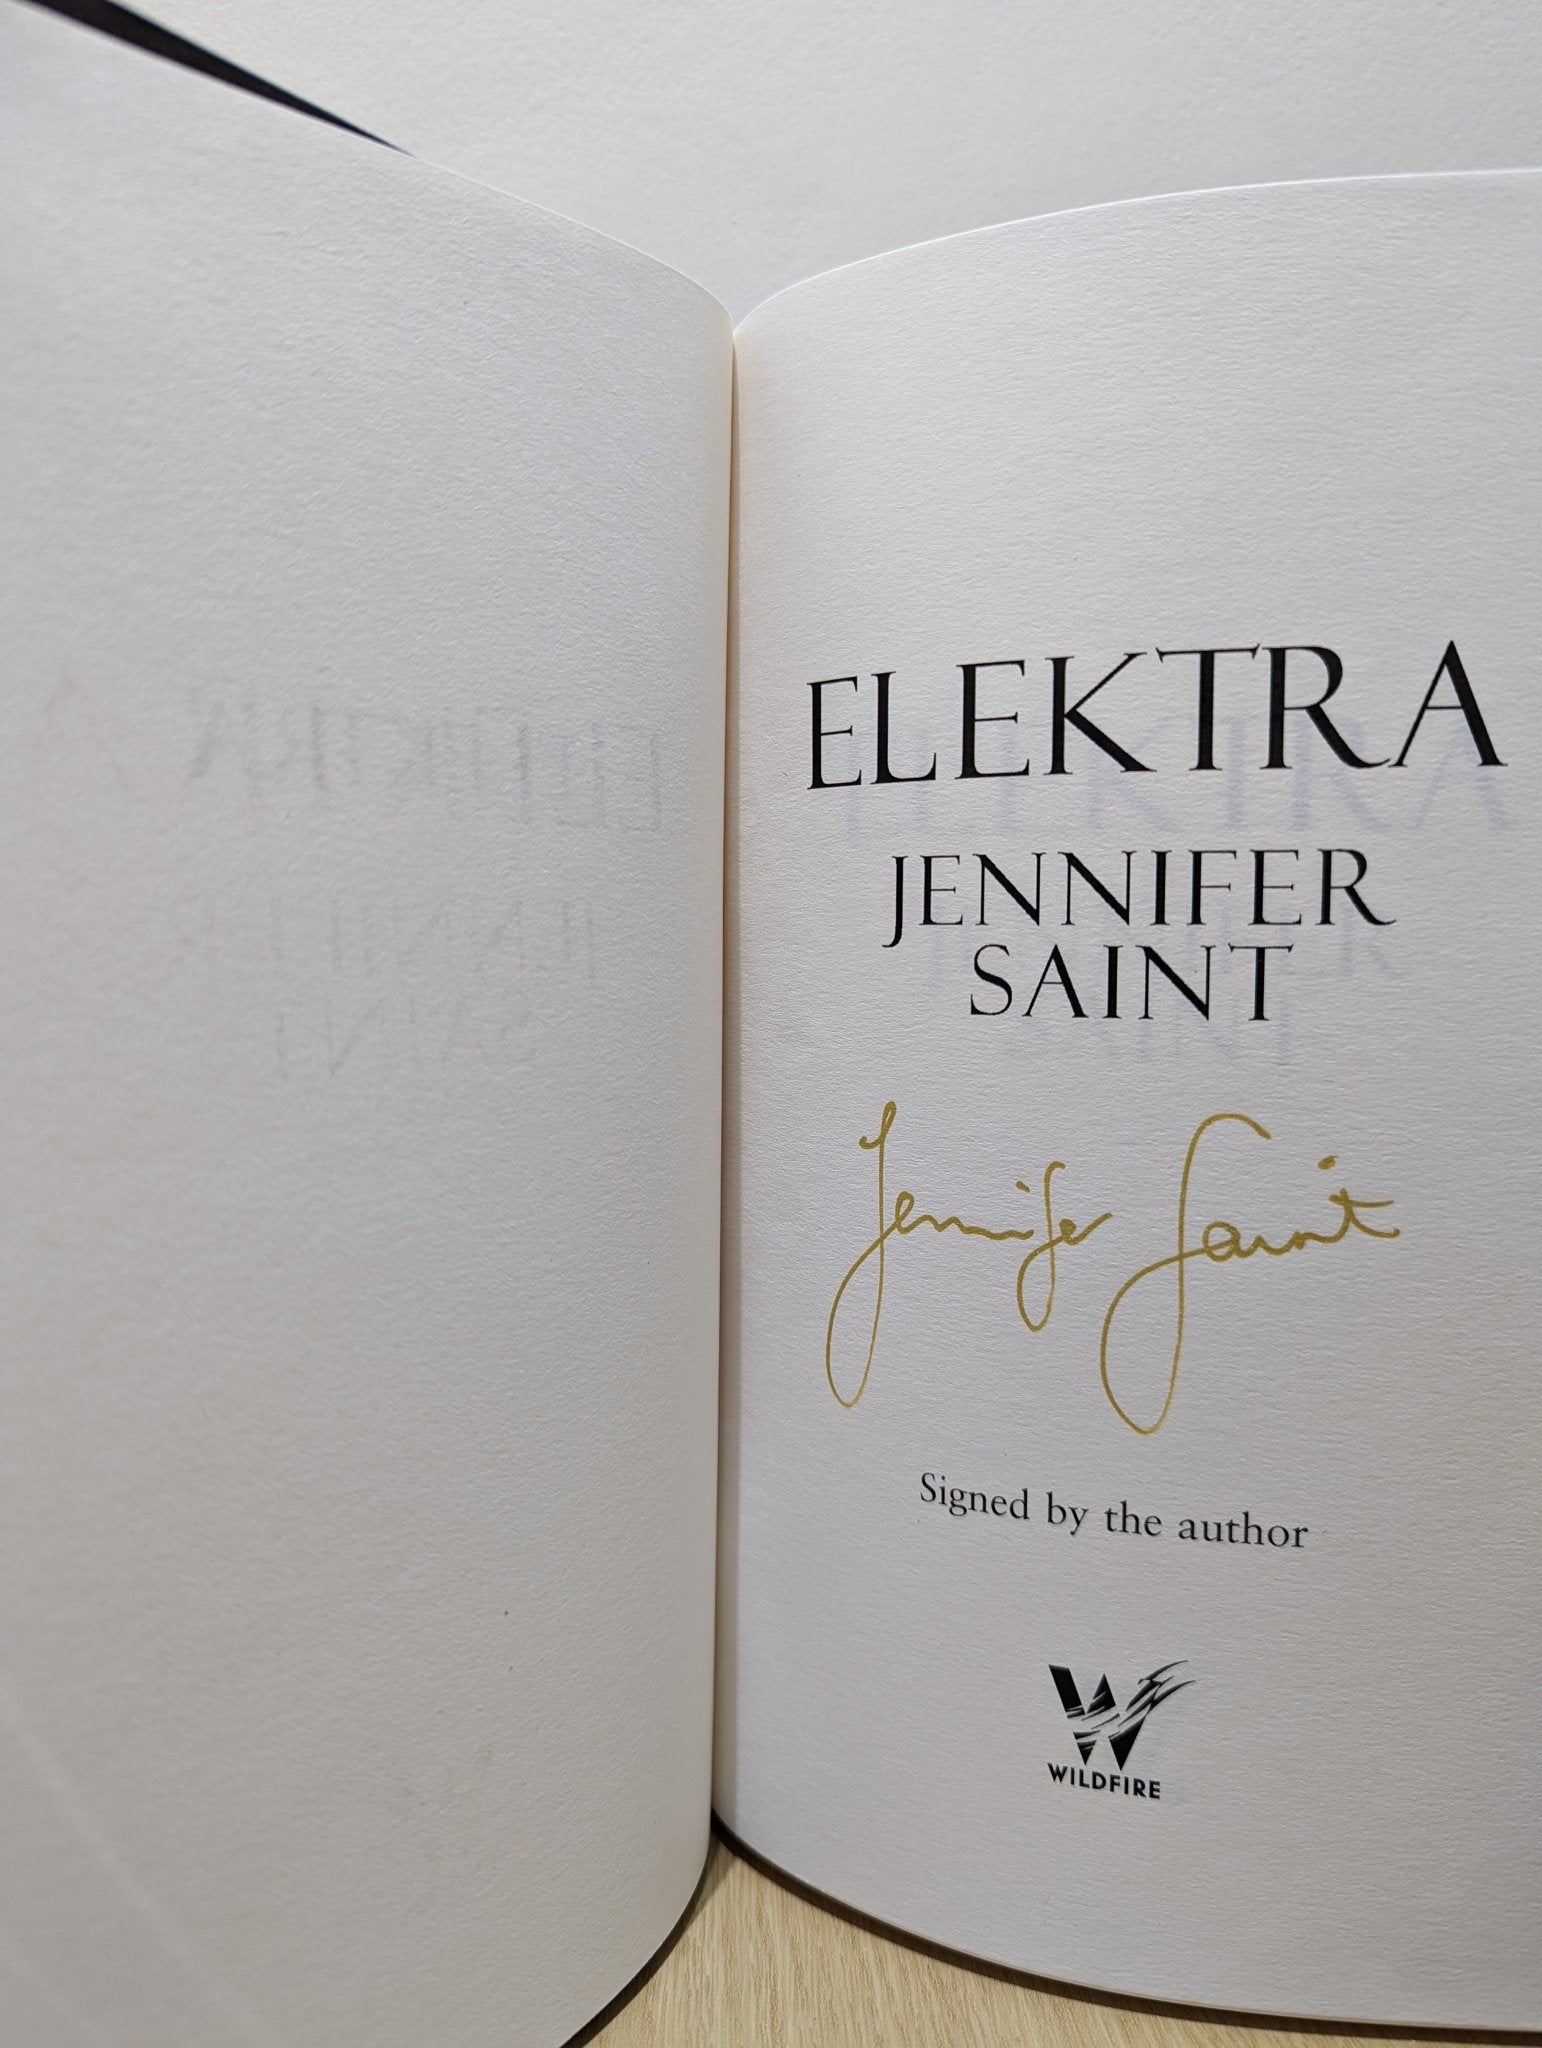 ELEKTRA
JENNIFER
SAINT
Jennifer Saint
Signed by the author
WILDFIRE